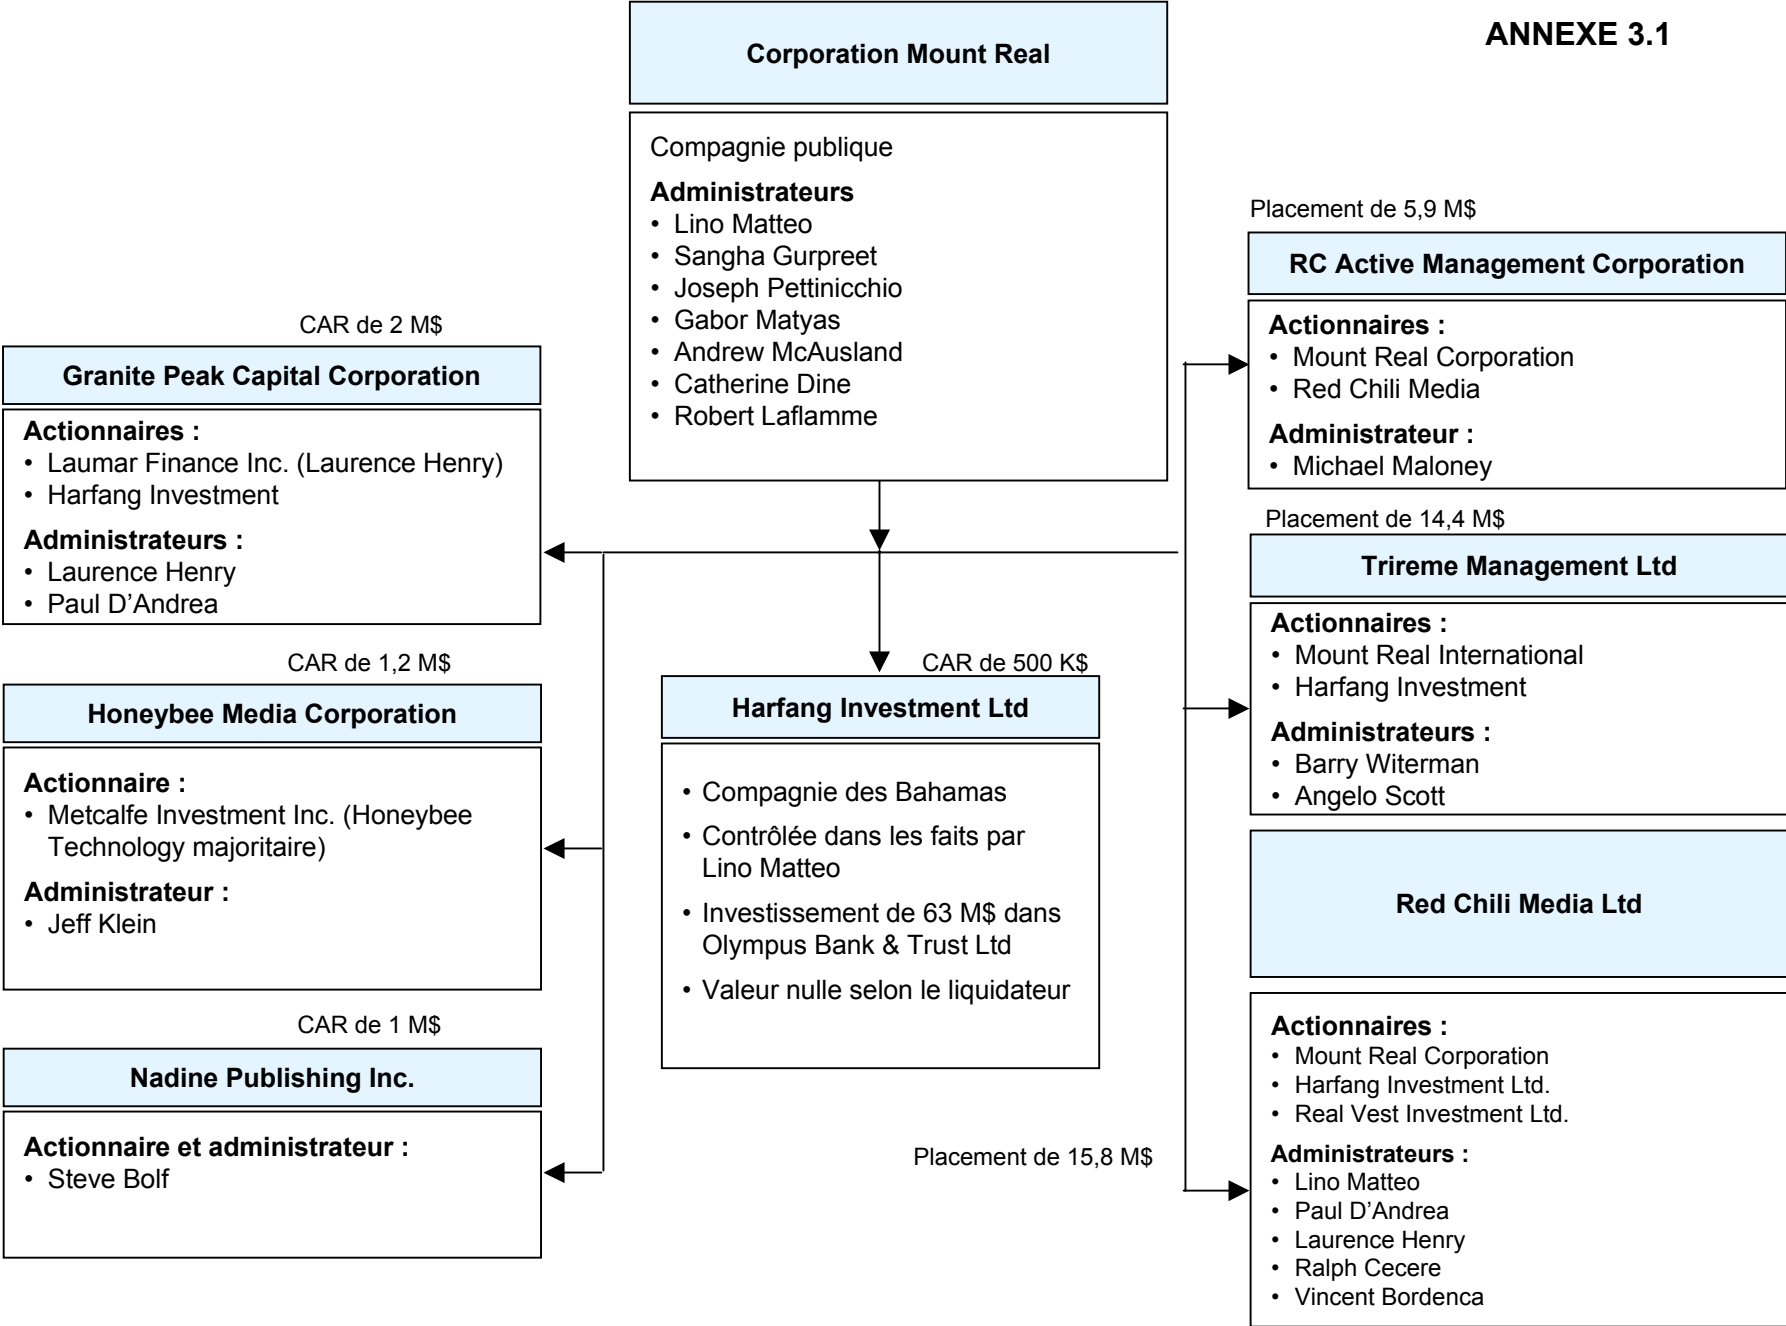 ANNEXE 3.1
Corporation Mount Real
Compagnie publique
Administrateurs
• Lino Matteo
• Sangha Gurpreet
• Joseph Pettinicchio
• Gabor Matyas
• Andrew McAusland
• Catherine Dine
• Robert Laflamme
CAR de 2 M$
Granite Peak Capital Corporation
Actionnaires :
• Laumar Finance Inc. (Laurence Henry)
• Harfang Investment
Administrateurs :
• Laurence Henry
• Paul D’Andrea
CAR de 1,2 M$
Honeybee Media Corporation
Actionnaire :
• Metcalfe Investment Inc. (Honeybee
Technology majoritaire)
Administrateur :
• Jeff Klein
CAR de 1 M$
Nadine Publishing Inc.
Actionnaire et administrateur :
• Steve Bolf
CAR de 500 K$
Harfang Investment Ltd
• Compagnie des Bahamas
• Contrôlée dans les faits par
Lino Matteo
• Investissement de 63 M$ dans
Olympus Bank & Trust Ltd
• Valeur nulle selon le liquidateur
Placement de 5,9 M$
RC Active Management Corporation
Actionnaires :
• Mount Real Corporation
• Red Chili Media
Administrateur :
• Michael Maloney
Placement de 14,4 M$
Trireme Management Ltd
Actionnaires :
• Mount Real International
• Harfang Investment
Administrateurs :
• Barry Witerman
• Angelo Scott
Placement de 15,8 M$
Red Chili Media Ltd
Actionnaires :
• Mount Real Corporation
• Harfang Investment Ltd.
• Real Vest Investment Ltd.
Administrateurs :
• Lino Matteo
• Paul D’Andrea
• Laurence Henry
• Ralph Cecere
• Vincent Bordenca